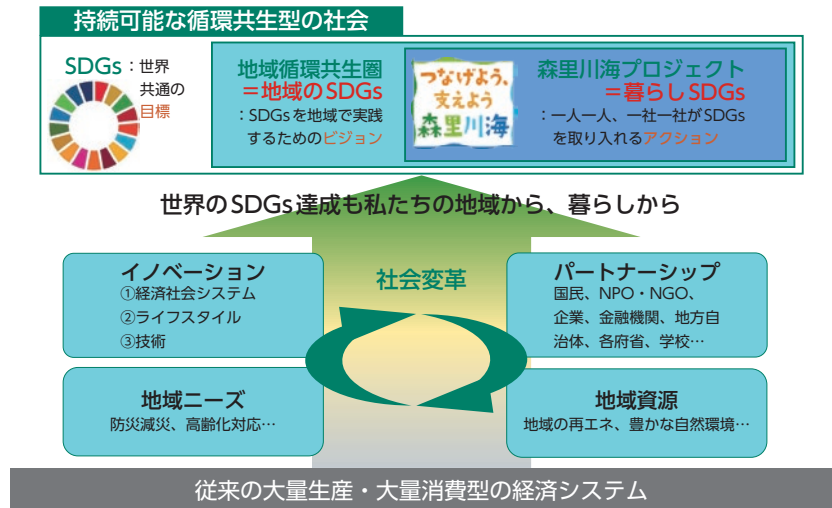 持続可能な循環共生型の社会
SDGs：世界
共通の
目標
地域循環共生圏
＝地域のSDGs
：SDGsを地域で実践
するためのビジョン
つなげよう、
支えよう
森里川海
森里川海プロジェクト
＝暮らしSDGs
：一人一人、一社一社がSDGs
を取り入れるアクション
世界のSDGs達成も私たちの地域から、暮らしから
イノベーション
①経済社会システム
②ライフスタイル
③技術
社会変革
パートナーシップ
国民、NPO・NGO、
企業、金融機関、地方自
治体、各府省、学校…
地域ニーズ
防災減災、高齢化対応…
地域資源
地域の再エネ、豊かな自然環境…
従来の大量生産・大量消費型の経済システム